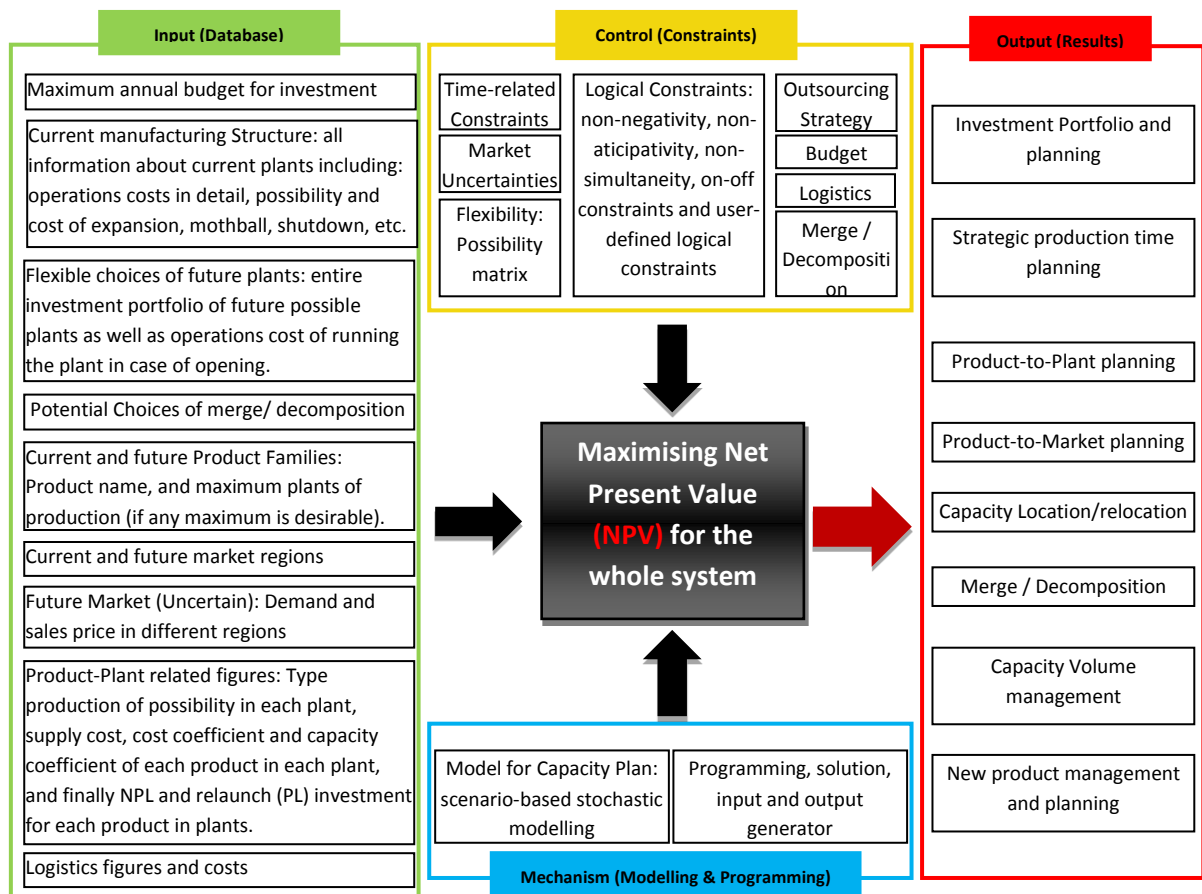 Input (Database)
Maximum annual budget for investment
Current manufacturing Structure: all
information about current plants including:
operations costs in detail, possibility and
cost of expansion, mothball, shutdown, etc.
Flexible choices of future plants: entire
investment portfolio of future possible
plants as well as operations cost of running
the plant in case of opening.
Potential Choices of merge/ decomposition
Current and future Product Families:
Product name, and maximum plants of
production (if any maximum is desirable).
Current and future market regions
Future Market (Uncertain): Demand and
sales price in different regions
Product-Plant related figures: Type
production of possibility in each plant,
supply cost, cost coefficient and capacity
coefficient of each product in each plant,
and finally NPL and relaunch (PL) investment
for each product in plants.
Logistics figures and costs
Control (Constraints)
Time-related
Constraints
Market
Uncertainties
Flexibility:
Possibility
matrix
Logical Constraints:
non-negativity, non-
aticipativity, non-
simultaneity, on-off
constraints and user-
defined logical
constraints
Outsourcing
Strategy
Budget
Logistics
Merge /
Decompositi
on
Maximising Net
Present Value
(NPV) for the
whole system
Model for Capacity Plan:
scenario-based stochastic
modelling
Programming, solution,
input and output
generator
Mechanism (Modelling & Programming)
Output (Results)
Investment Portfolio and
planning
Strategic production time
planning
Product-to-Plant planning
Product-to-Market planning
Capacity Location/relocation
Merge / Decomposition
Capacity Volume
management
New product management
and planning